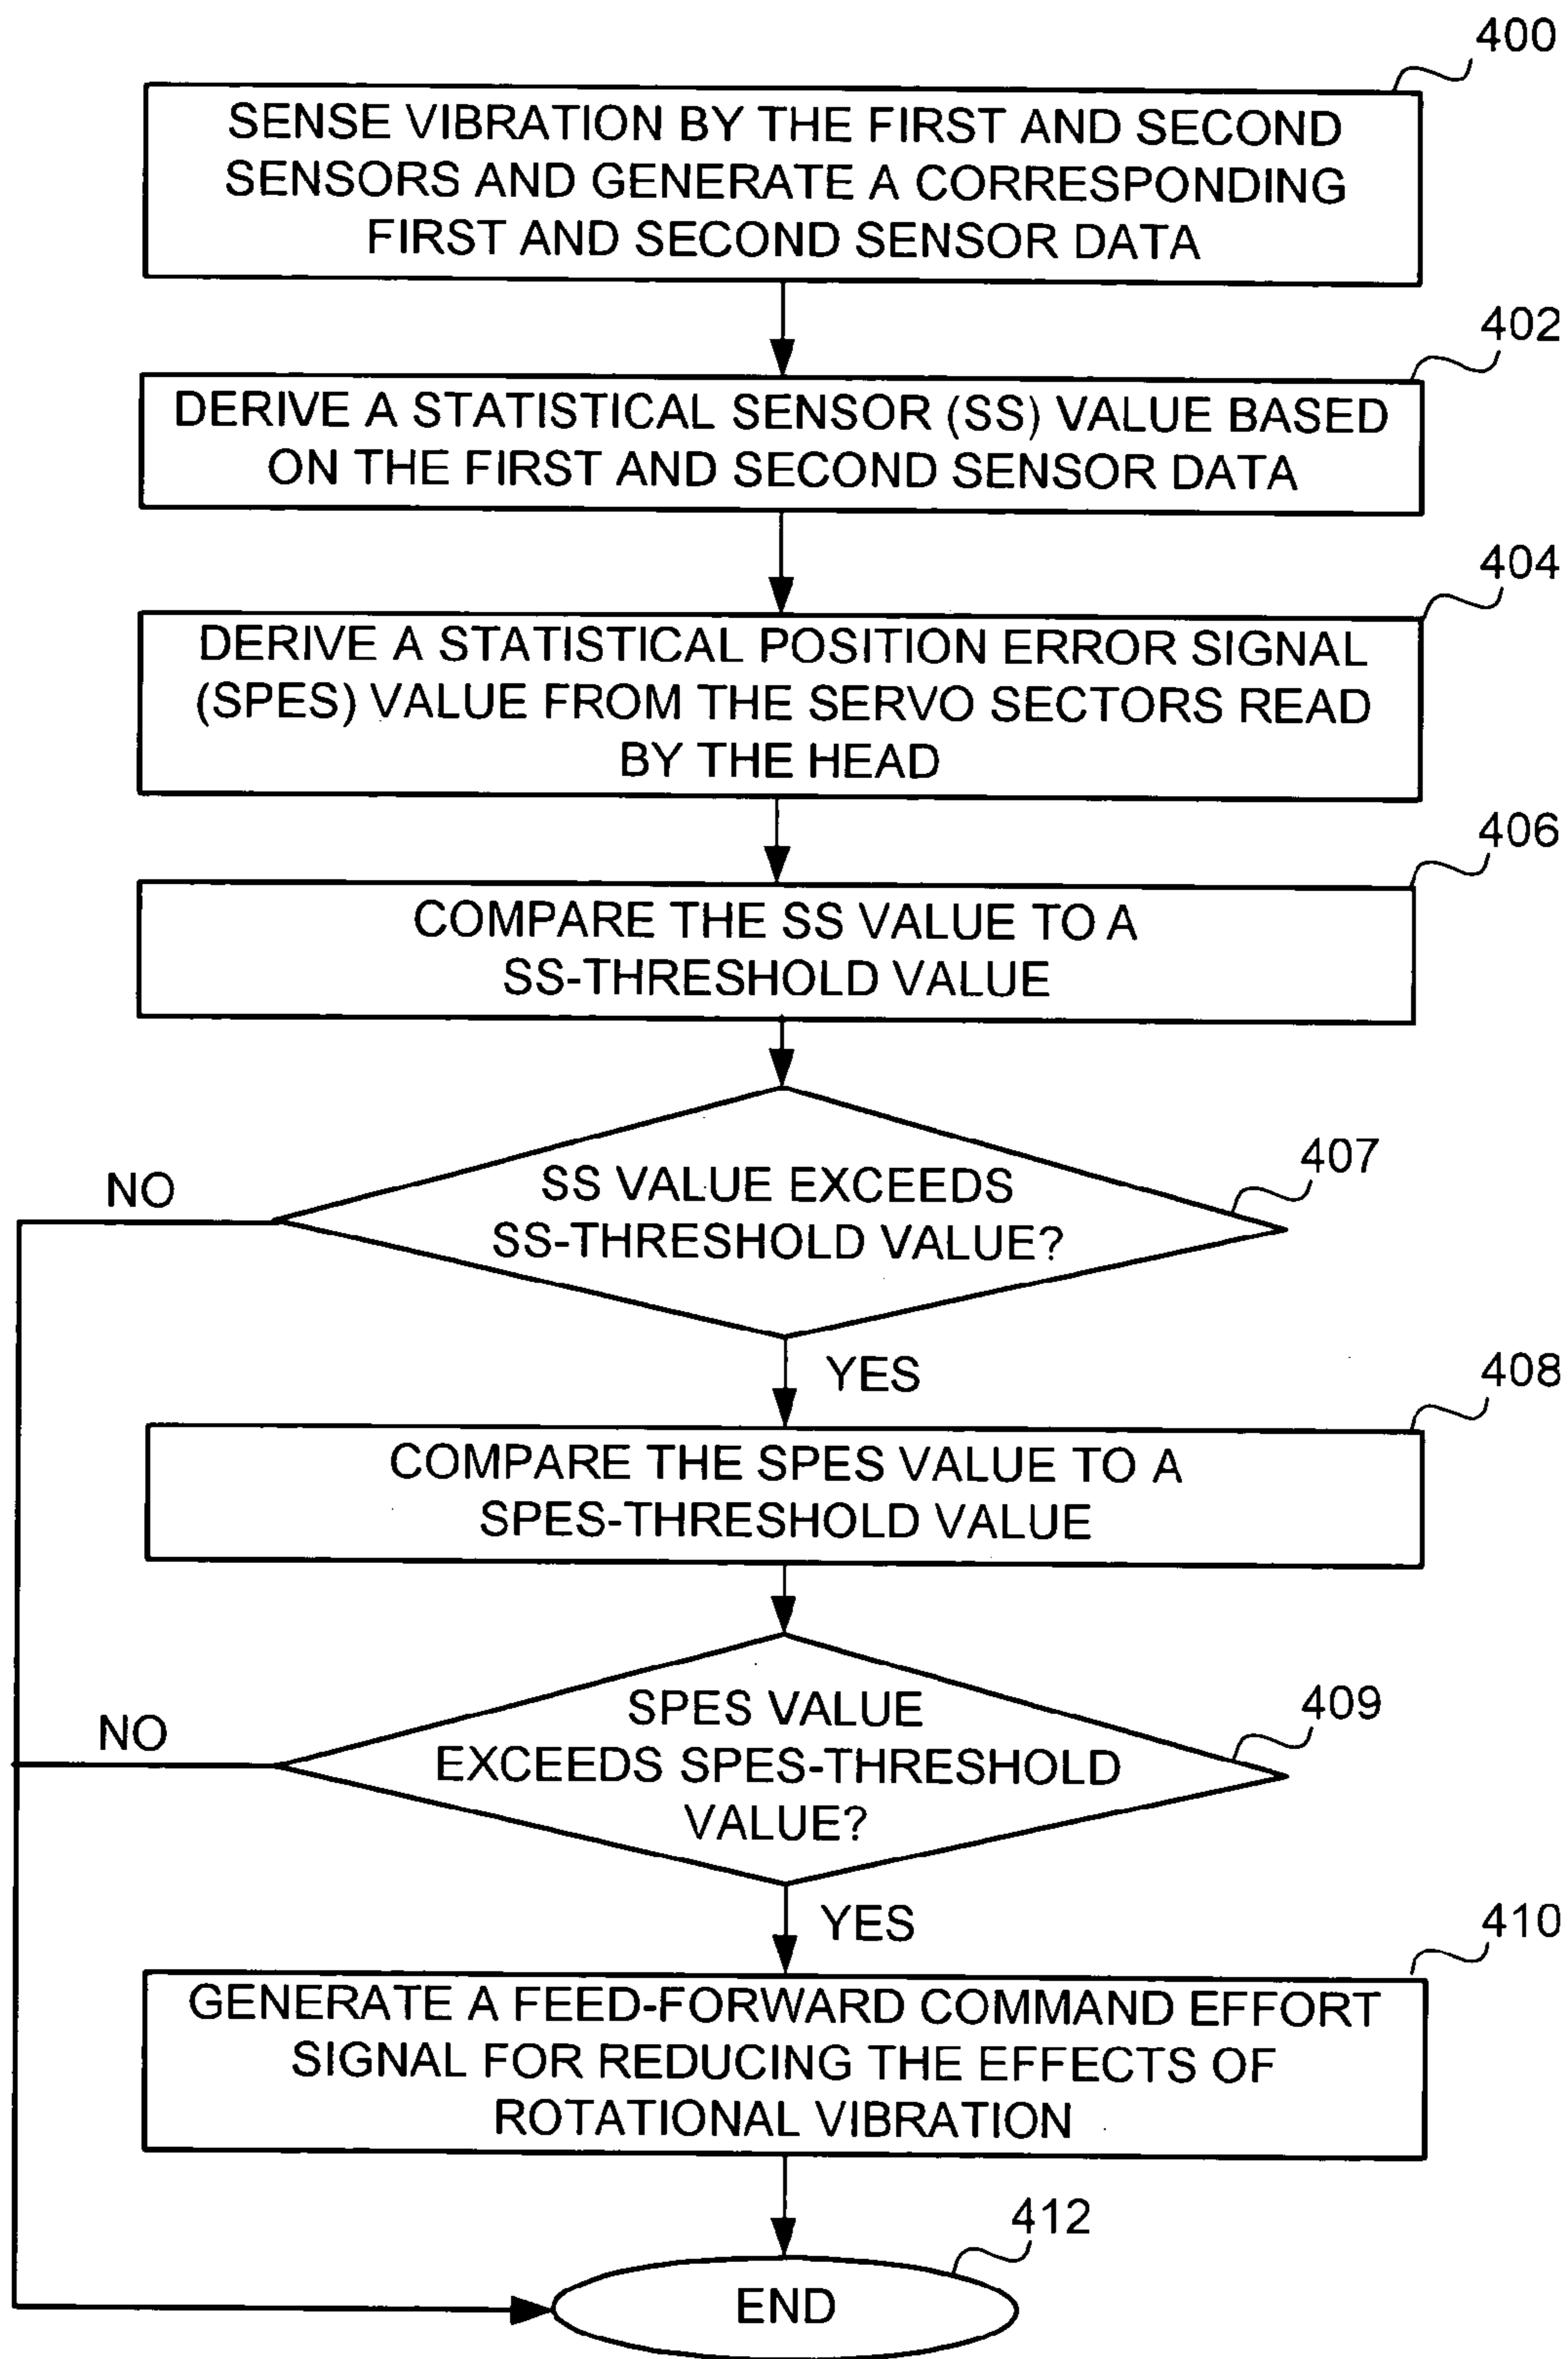 400
SENSE VIBRATION BY THE FIRST AND SECOND
SENSORS AND GENERATE A CORRESPONDING
FIRST AND SECOND SENSOR DATA
402
DERIVE A STATISTICAL SENSOR (SS) VALUE BASED
ON THE FIRST AND SECOND SENSOR DATA
404
DERIVE A STATISTICAL POSITION ERROR SIGNAL
(SPES) VALUE FROM THE SERVO SECTORS READ
BY THE HEAD
406
COMPARE THE SS VALUE TO A
SS-THRESHOLD VALUE
407
SS VALUE EXCEEDS
SS-THRESHOLD VALUE?
NO
YES
408
COMPARE THE SPES VALUE TO A
SPES-THRESHOLD VALUE
409
SPES VALUE
EXCEEDS SPES-THRESHOLD
VALUE?
NO
YES
410
GENERATE A FEED-FORWARD COMMAND EFFORT
SIGNAL FOR REDUCING THE EFFECTS OF
ROTATIONAL VIBRATION
412
END